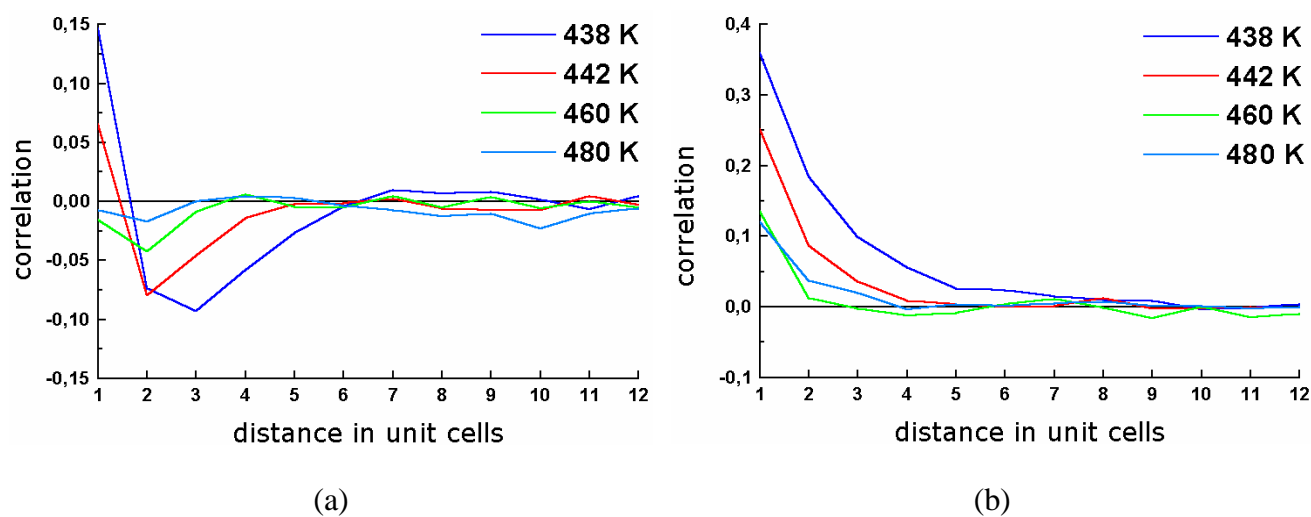 0,15
0,10
0,05
0,00
-0,05
-0,10
-0,15
correlation
1 2 3 4 5 6 7 8 9 10 11 12
distance in unit cells
438 K
442 K
460 K
480 K
(a)
0,4
0,3
0,2
0,1
0,0
-0,1
correlation
1 2 3 4 5 6 7 8 9 10 11 12
distance in unit cells
438 K
442 K
460 K
480 K
(b)